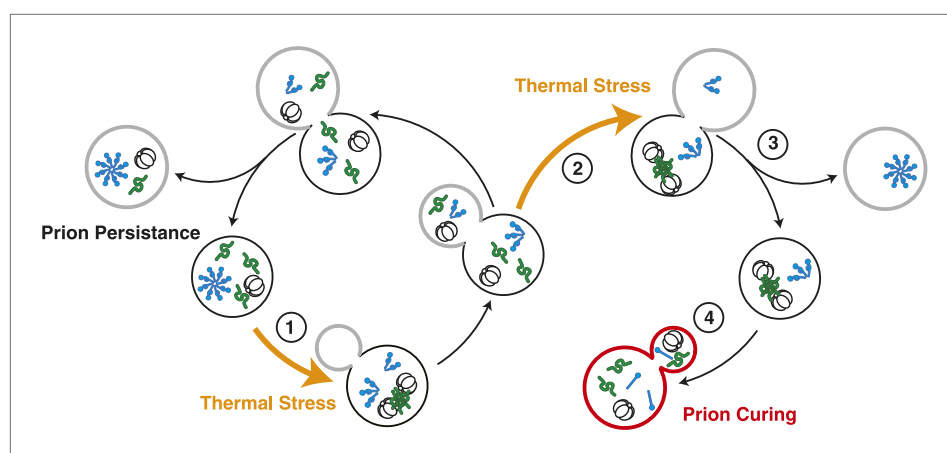 Thermal Stress
2
3
Prion Persistance
1
4
Thermal Stress
Prion Curing